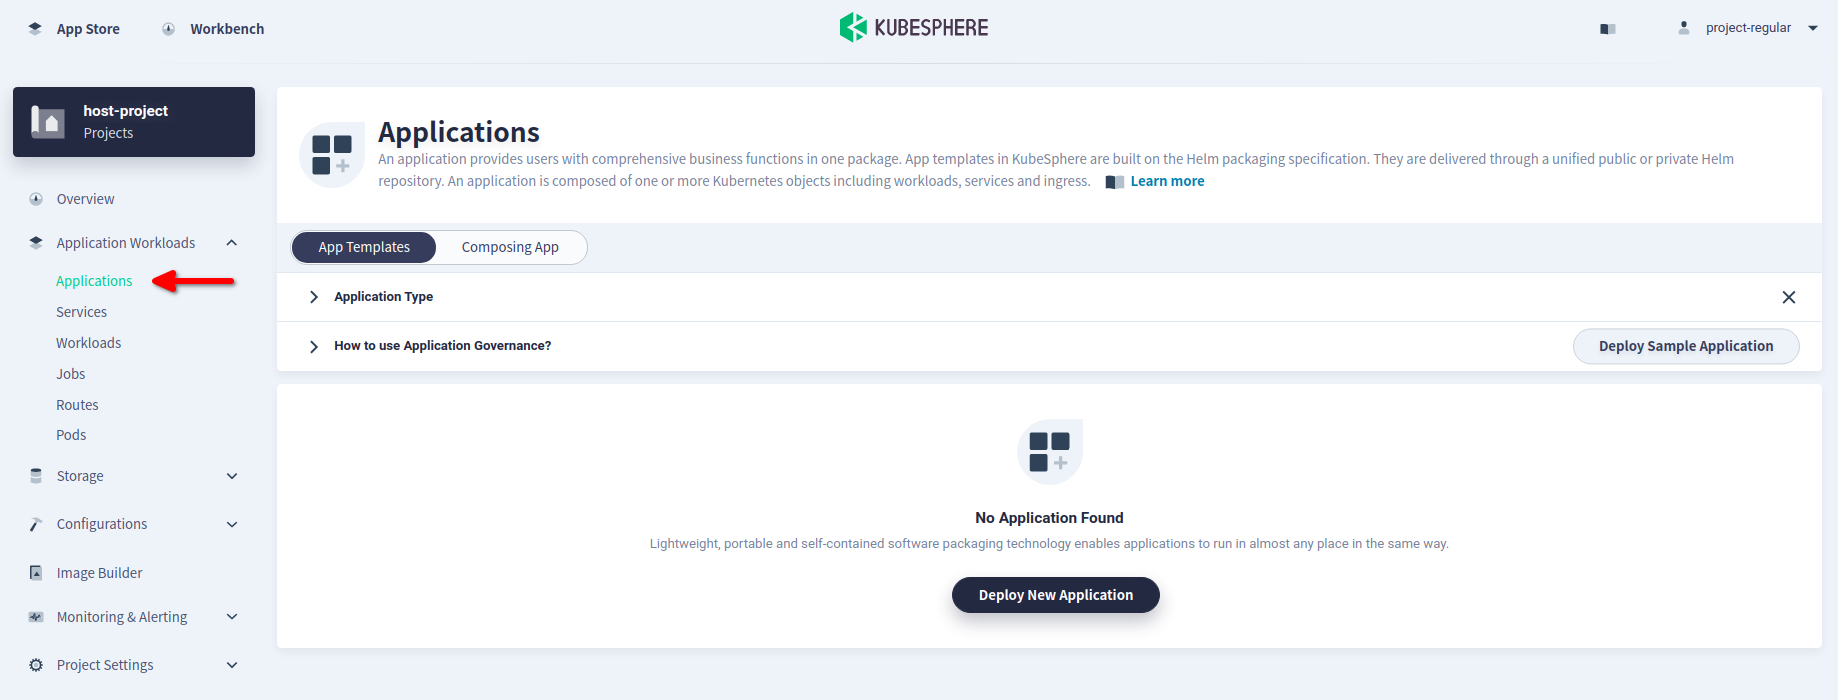 App Store
Workbench
KUBESPHERE
project-regular
host-project
Projects
Overview
Application Workloads
Applications
Services
Workloads
Jobs
Routes
Pods
Storage
Configurations
Image Builder
Monitoring & Alerting
Project Settings
Applications
An application provides users with comprehensive business functions in one package. App templates in KubeSphere are built on the Helm packaging specification. They are delivered through a unified public or private Helm
repository. An application is composed of one or more Kubernetes objects including workloads, services and ingress. Learn more
App Templates
Composing App
Application Type
How to use Application Governance?
Deploy Sample Application
No Application Found
Lightweight, portable and self-contained software packaging technology enables applications to run in almost any place in the same way.
Deploy New Application